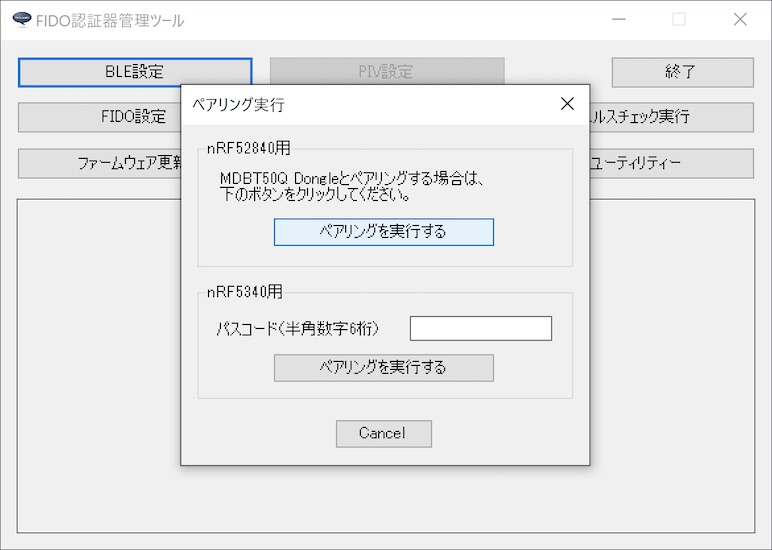 FIDO認証器管理ツール
BLE設定
PIV設定
終了
FIDO設定
ルスチェック実行
ファームウェア更新
ユーティリティー
ペアリング実行
nRF52840用
MDBT50Q Dongleとペアリングする場合は、
下のボタンをクリックしてください。
ペアリングを実行する
nRF5340用
パスコード(半角数字6桁)
ペアリングを実行する
Cancel